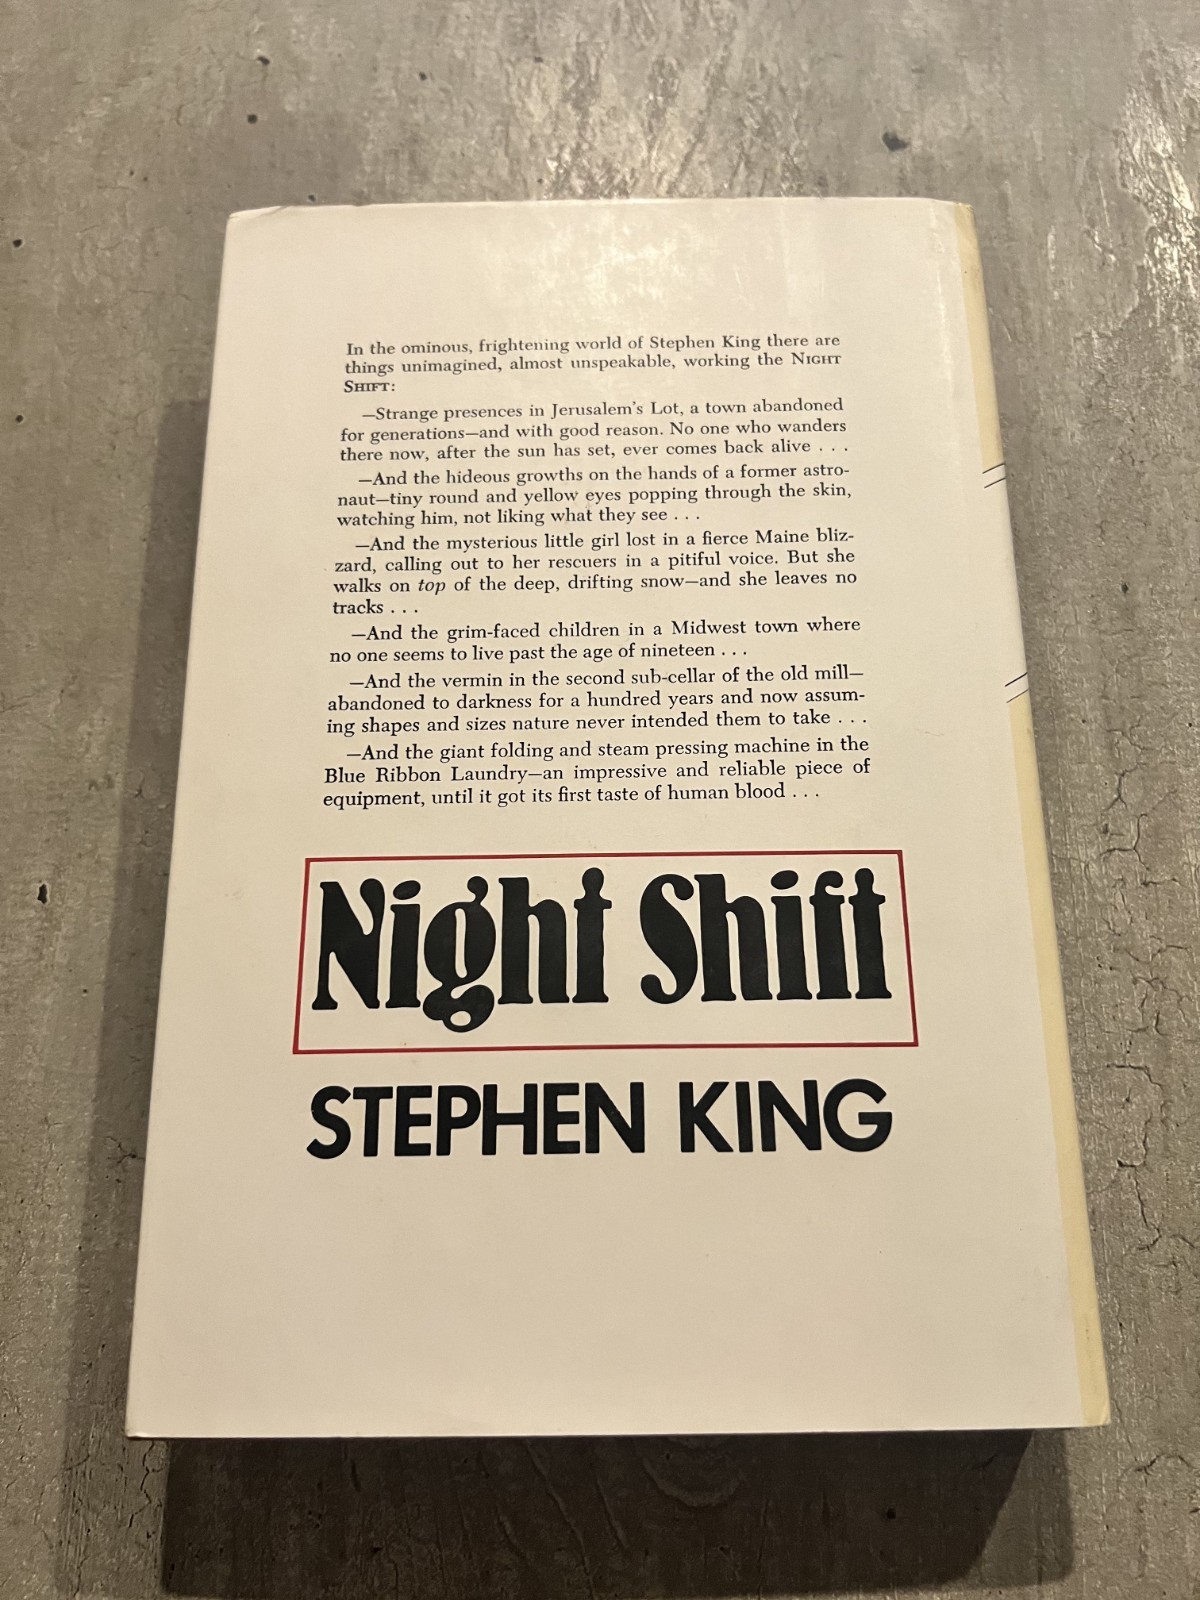 In the ominous, frightening world of Stephen King there are
things unimagined, almost unspeakable, working the NIGHT
SHIFT:
—Strange presences in Jerusalem's Lot, a town abandoned
for generations—and with good reason. No one who wanders
there now, after the sun has set, ever comes back alive . . .
—And the hideous growths on the hands of a former astro-
naut—tiny round and yellow eyes popping through the skin,
watching him, not liking what they see . . .
—And the mysterious little girl lost in a fierce Maine bliz-
zard, calling out to her rescuers in a pitiful voice. But she
walks on top of the deep, drifting snow—and she leaves no
tracks . . .
—And the grim-faced children in a Midwest town where
no one seems to live past the age of nineteen . . .
—And the vermin in the second sub-cellar of the old mill—
abandoned to darkness for a hundred years and now assum-
ing shapes and sizes nature never intended them to take . . .
—And the giant folding and steam pressing machine in the
Blue Ribbon Laundry—an impressive and reliable piece of
equipment, until it got its first taste of human blood . . .
Night Shift
STEPHEN KING